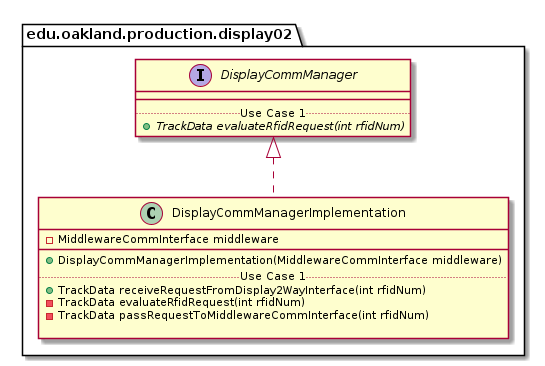 edu.oakland.production.display02
I DisplayCommManager
Use Case 1
TrackData evaluateRfidRequest(int rfidNum)
C DisplayCommManagerImplementation
MiddlewareCommInterface middleware
DisplayCommManagerImplementation(MiddlewareCommInterface middleware)
Use Case 1
TrackData receiveRequestFromDisplay2WayInterface(int rfidNum)
TrackData evaluateRfidRequest(int rfidNum)
TrackData passRequestToMiddlewareCommInterface(int rfidNum)